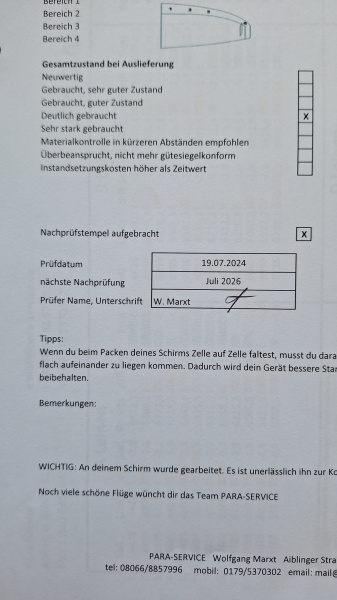 Bereich 1
Bereich 2
Bereich 3
Bereich 4
Gesamtzustand bei Auslieferung
Neuwertig
Gebraucht, sehr guter Zustand
Gebraucht, guter Zustand
Deutlich gebraucht X
Sehr stark gebraucht
Materialkontrolle in kürzeren Abständen empfohlen
Überbeansprucht, nicht mehr gütesiegelkonform
Instandsetzungskosten höher als Zeitwert
Nachprüfstempel aufgebracht X
Prüfdatum 19.07.2024
nächste Nachprüfung Juli 2026
Prüfer Name, Unterschrift W. Marxt
Tipps:
Wenn du beim Packen deines Schirms Zelle auf Zelle faltest, musst du dara
flach aufeinander zu liegen kommen. Dadurch wird dein Gerät bessere Star
beibehalten.
Bemerkungen:
WICHTIG: An deinem Schirm wurde gearbeitet. Es ist unerlässlich ihn zur Ko
Noch viele schöne Flüge wüncht dir das Team PARA-SERVICE
PARA-SERVICE Wolfgang Marxt Aiblinger Stra
tel: 08066/8857996 mobil: 0179/5370302 email: mail@